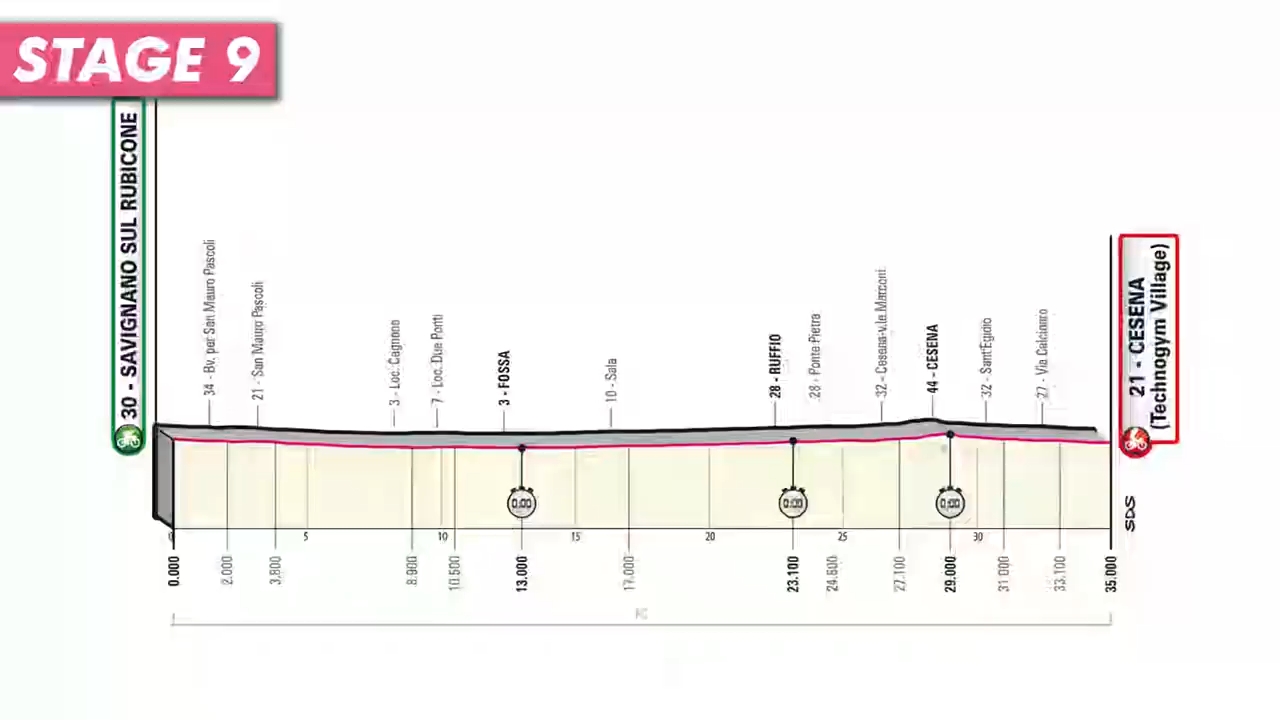 STAGE 9
30 - SAVIGNANO SUL RUBICONE
34 - Bv. per San Mauro Pascoli
21 - San Mauro Pascoli
3 - Loc. Cagnona
7 - Loc. Due Ponti
3 - FOSSA
10 - Sala
28 - RUFFIO
28 - Ponte Pietra
32 - Cesena-v.le Marconi
44 - CESENA
32 - Sant'Egidio
27 - Via Calcinaro
21 - CESENA
(Technogym Village)
0:00
0:00
0:00
SDS
0
5
10
15
20
25
30
0.000
2.000
3.800
8.900
10.500
13.000
17.000
23.100
24.600
27.100
29.000
31.000
33.100
35.000